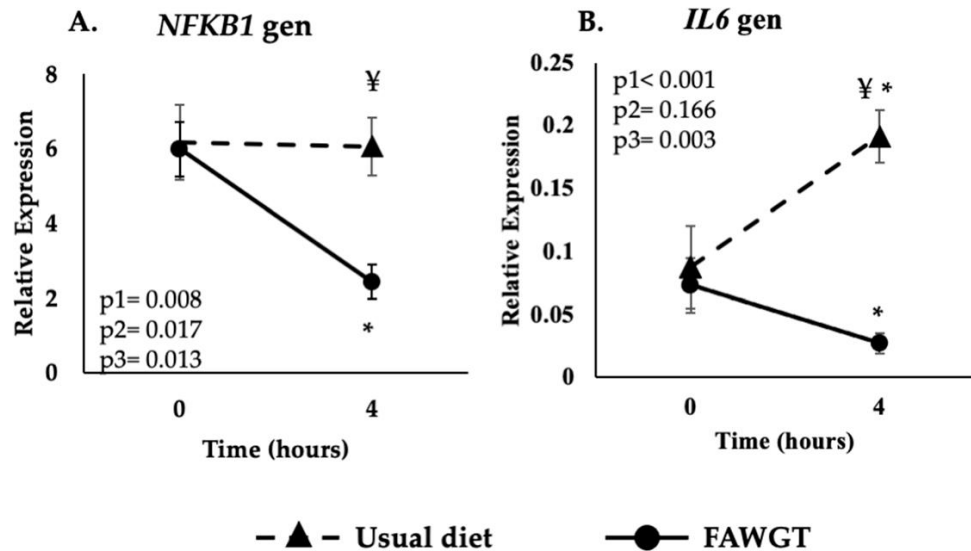 A. NFKB1 gen
8
6
4
2
0
Relative Expression
¥
*
p1= 0.008
p2= 0.017
p3= 0.013
0 4
Time (hours)
B. IL6 gen
0.25
0.2
0.15
0.1
0.05
0
Relative Expression
p1< 0.001
p2= 0.166
p3= 0.003
¥ *
*
0 4
Time (hours)
Usual diet FAWGT